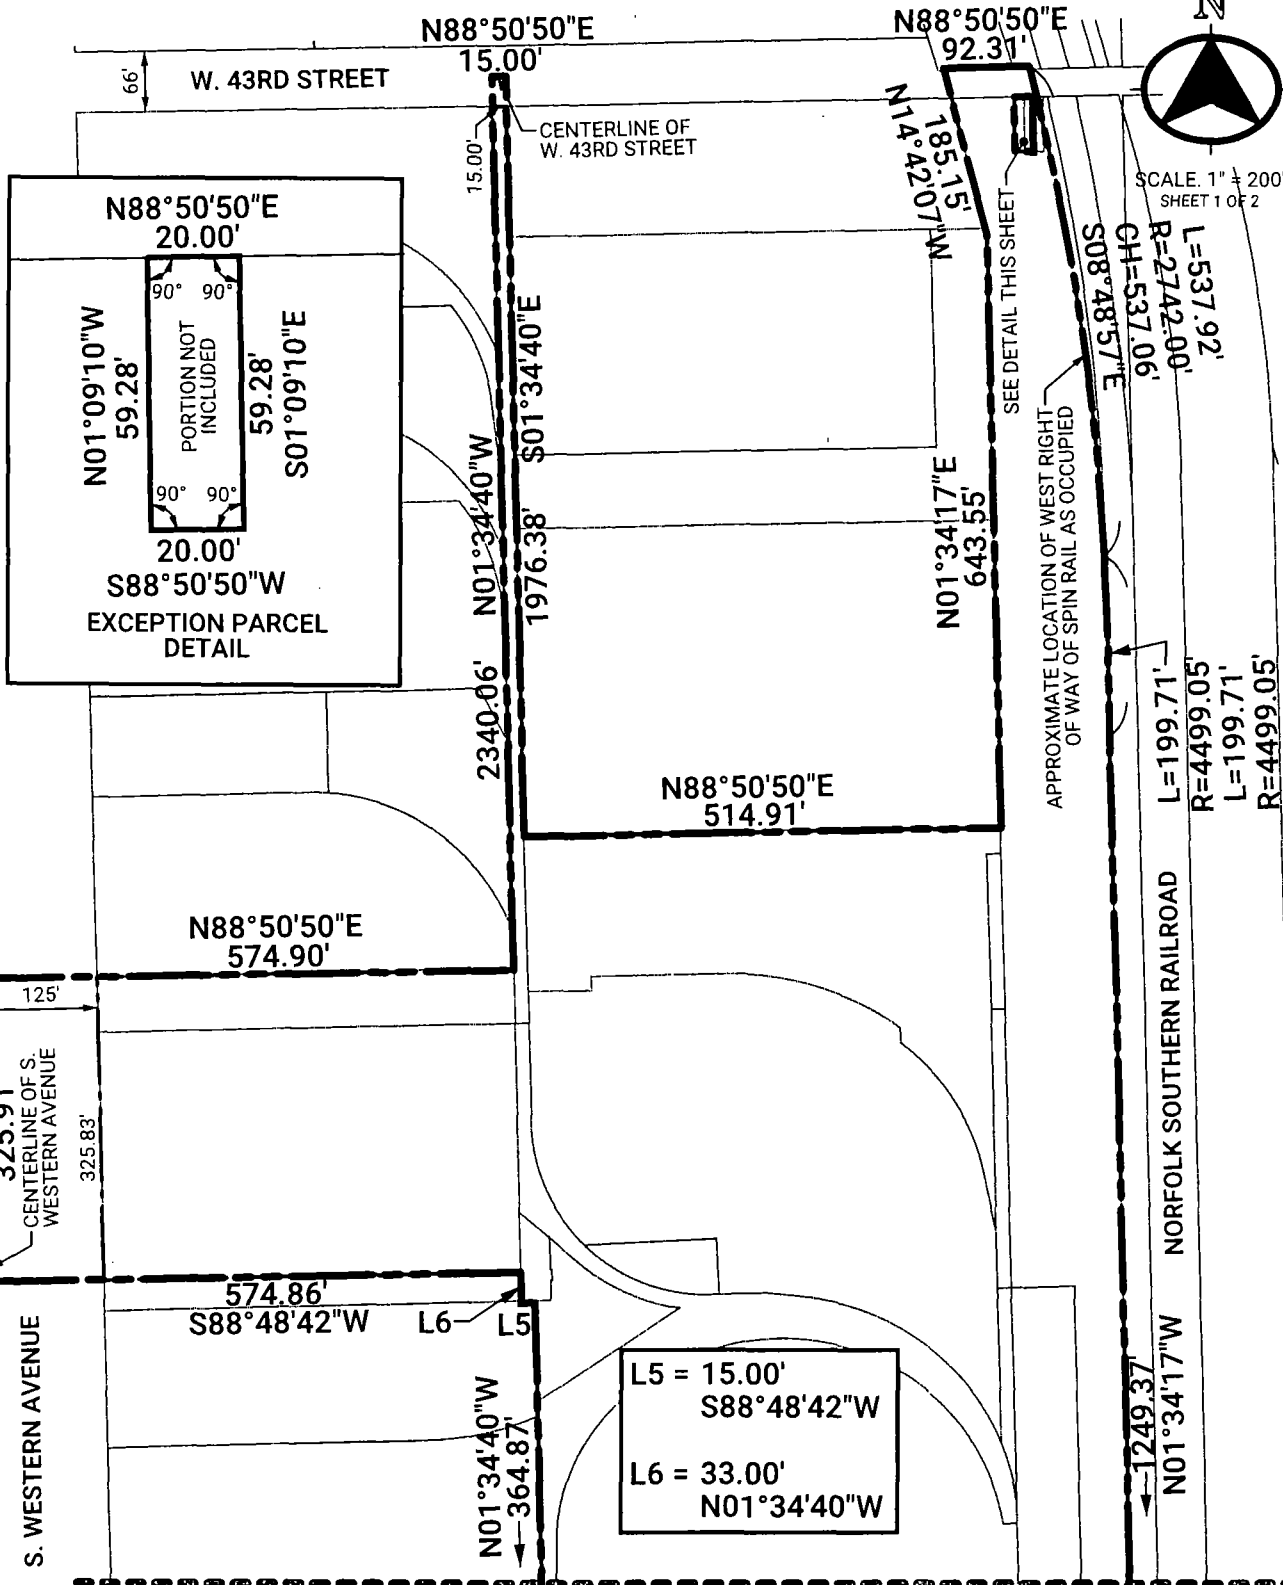 N88°50'50"E
15.00'
N88°50'50"E
92.31'
N
66'
W. 43RD STREET
CENTERLINE OF
W. 43RD STREET
15.00'
N14°42'07"W
185.15'
SCALE. 1" = 200'
SHEET 1 OF 2
SEE DETAIL THIS SHEET
L=537.92'
R=2742.00'
CH=537.06'
S08°48'57"E
N88°50'50"E
20.00'
90°
90°
N01°09'10"W
59.28'
PORTION NOT
INCLUDED
59.28'
S01°09'10"E
90°
90°
20.00'
S88°50'50"W
EXCEPTION PARCEL
DETAIL
S01°34'40"E
1976.38'
N01°34'40"W
2340.06'
N01°34'17"E
643.55'
APPROXIMATE LOCATION OF WEST RIGHT
OF WAY OF SPIN RAIL AS OCCUPIED
L=199.71'
R=4499.05'
L=199.71'
R=4499.05'
N88°50'50"E
514.91'
N88°50'50"E
574.90'
125'
325.91'
CENTERLINE OF S.
WESTERN AVENUE
325.83'
NORFOLK SOUTHERN RAILROAD
574.86'
S88°48'42"W
L6
L5
S. WESTERN AVENUE
N01°34'40"W
364.87'
L5 = 15.00'
S88°48'42"W
L6 = 33.00'
N01°34'40"W
1249.37'
N01°34'17"W